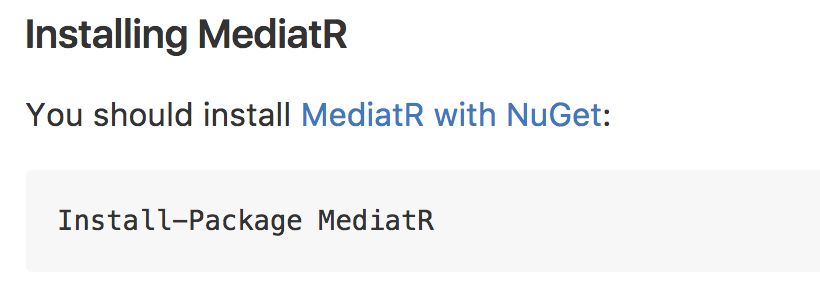 Installing MediatR
You should install MediatR with NuGet:
Install-Package MediatR